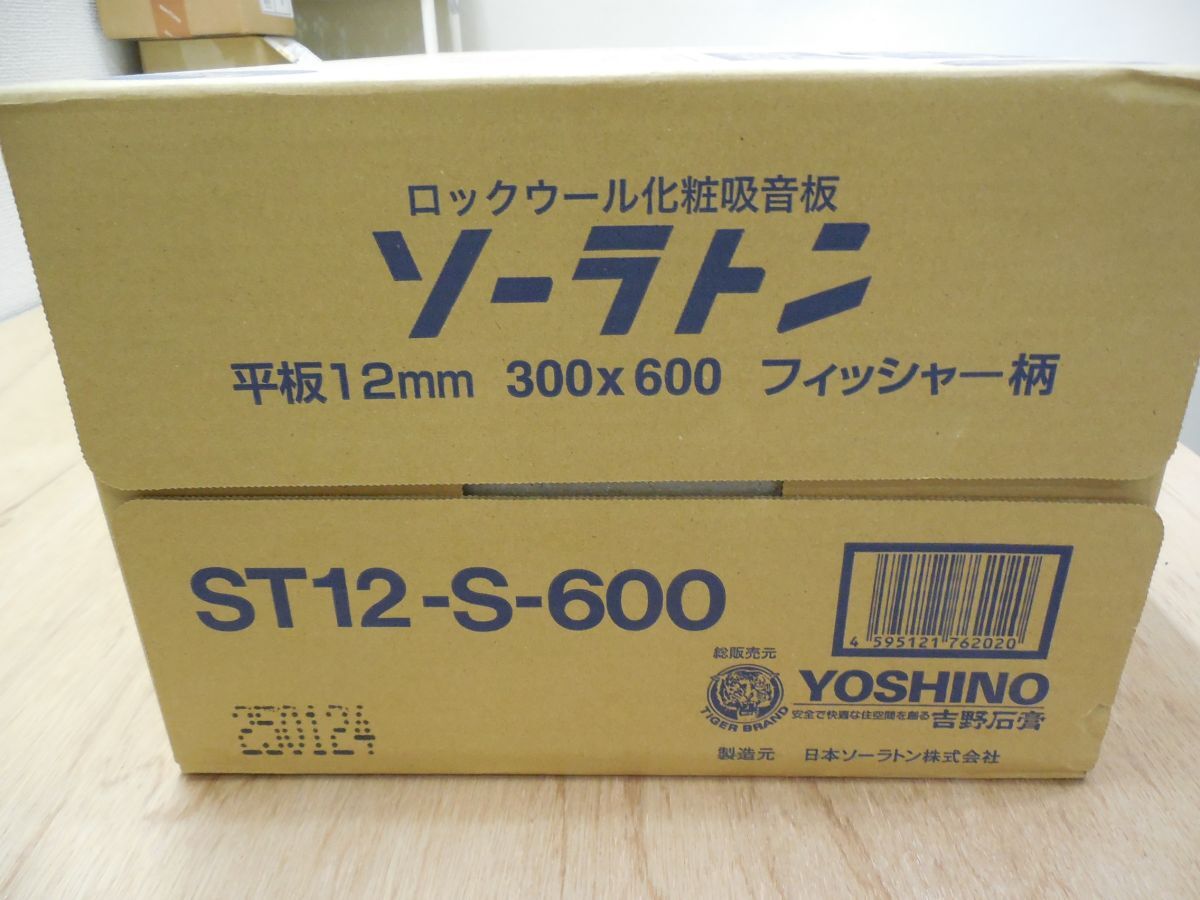 ロックウール化粧吸音板
ソーラトン
平板12mm 300x600 フィッシャー柄
ST12-S-600
4 595121 762020
総販売元
TIGER BRAND
YOSHINO
安全で快適な住空間を創る 吉野石膏
250124
製造元 日本ソーラトン株式会社